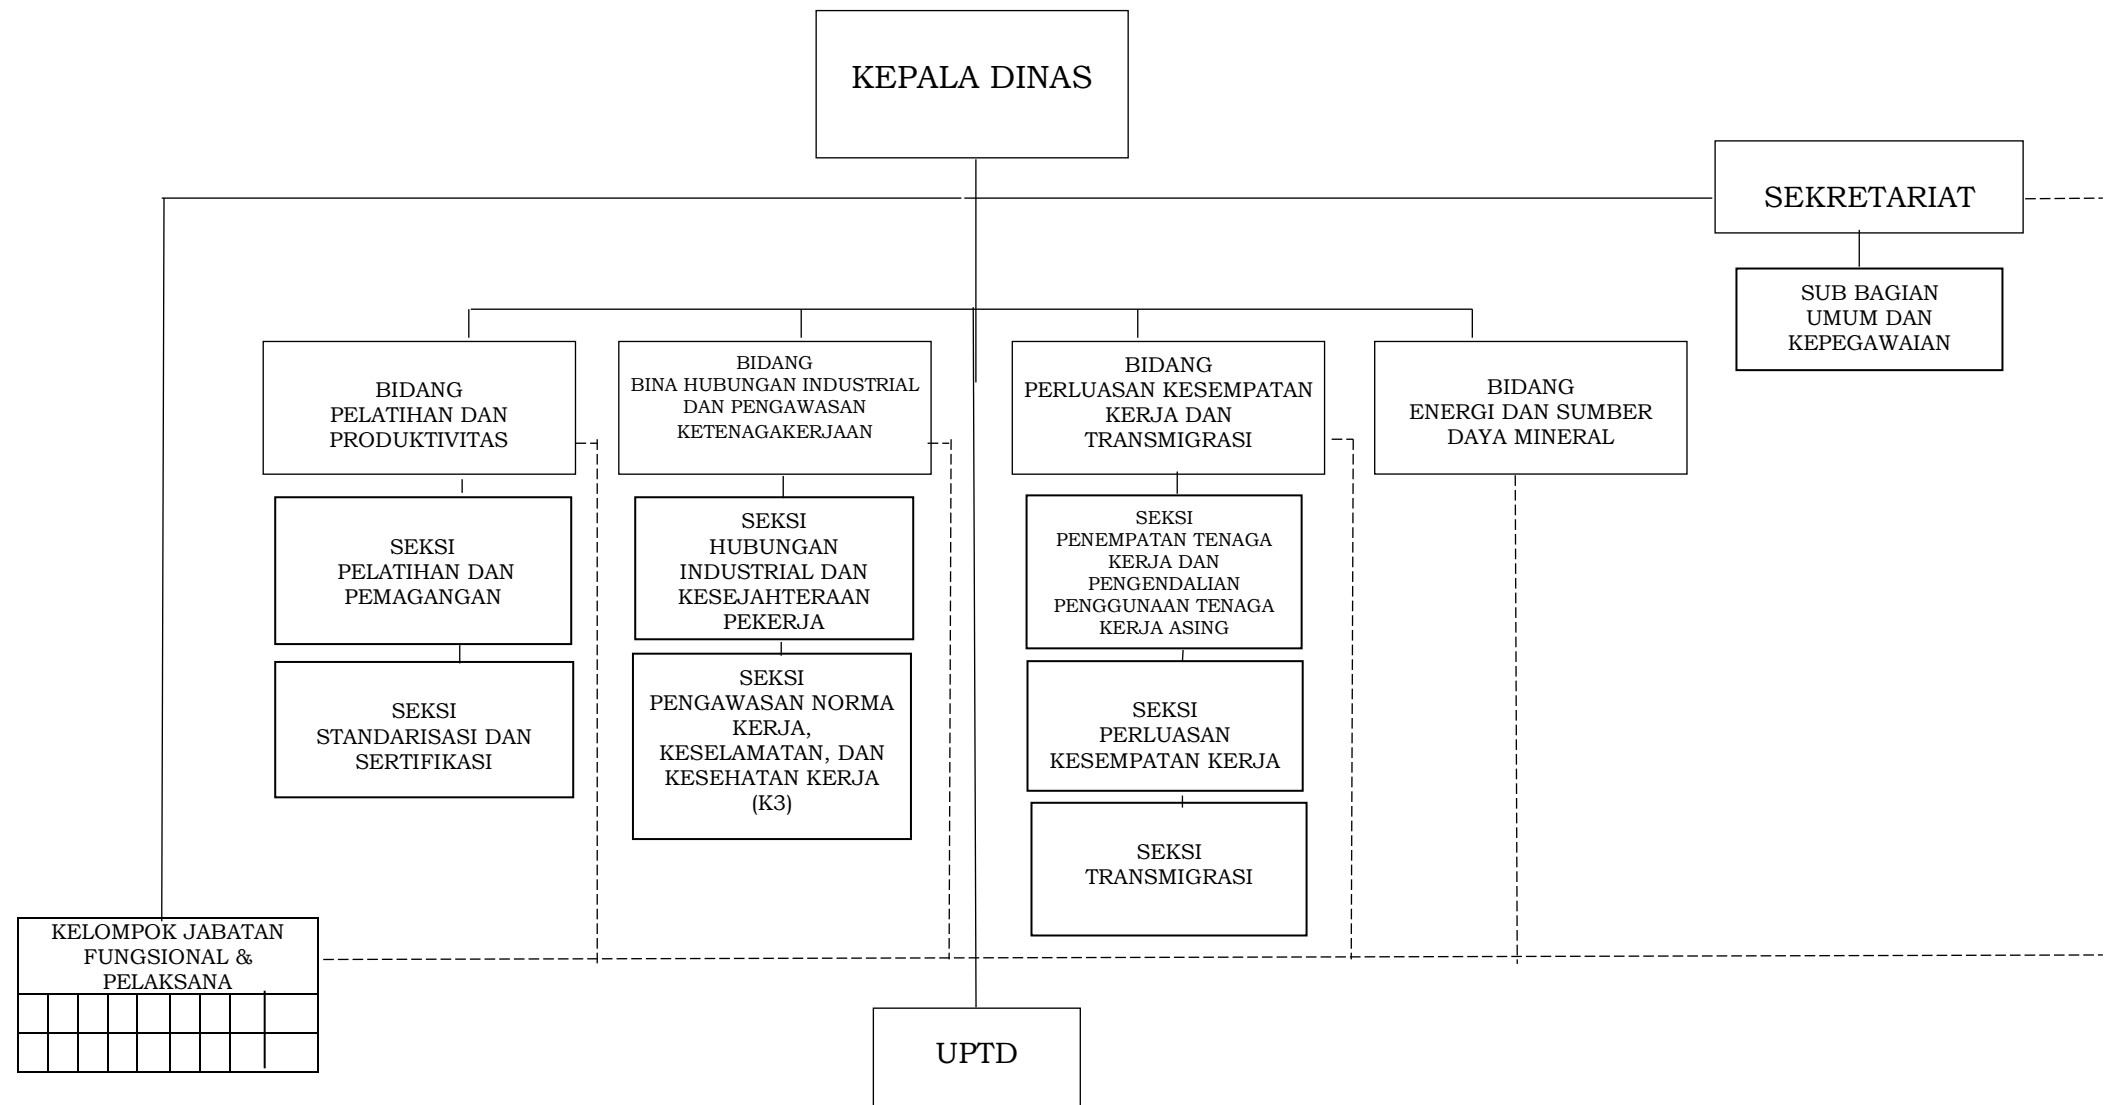 KEPALA DINAS
SEKRETARIAT
SUB BAGIAN
UMUM DAN
KEPEGAWAIAN
BIDANG
PELATIHAN DAN
PRODUKTIVITAS
BIDANG
BINA HUBUNGAN INDUSTRIAL
DAN PENGAWASAN
KETENAGAKERJAAN
BIDANG
PERLUASAN KESEMPATAN
KERJA DAN
TRANSMIGRASI
BIDANG
ENERGI DAN SUMBER
DAYA MINERAL
SEKSI
PELATIHAN DAN
PEMAGANGAN
SEKSI
HUBUNGAN
INDUSTRIAL DAN
KESEJAHTERAAN
PEKERJA
SEKSI
PENEMPATAN TENAGA
KERJA DAN
PENGENDALIAN
PENGGUNAAN TENAGA
KERJA ASING
SEKSI
STANDARISASI DAN
SERTIFIKASI
SEKSI
PENGAWASAN NORMA
KERJA,
KESELAMATAN, DAN
KESEHATAN KERJA
(K3)
SEKSI
PERLUASAN
KESEMPATAN KERJA
SEKSI
TRANSMIGRASI
KELOMPOK JABATAN
FUNGSIONAL &
PELAKSANA
UPTD